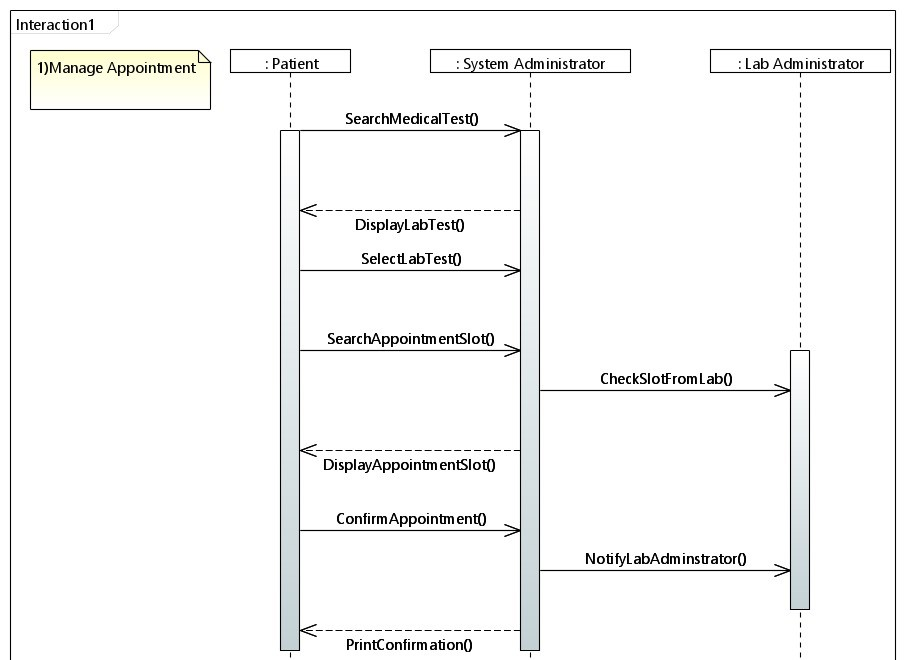 Interaction1
1)Manage Appointment
: Patient
: System Administrator
: Lab Administrator
SearchMedicalTest()
DisplayLabTest()
SelectLabTest()
SearchAppointmentSlot()
CheckSlotFromLab()
DisplayAppointmentSlot()
ConfirmAppointment()
NotifyLabAdminstrator()
PrintConfirmation()